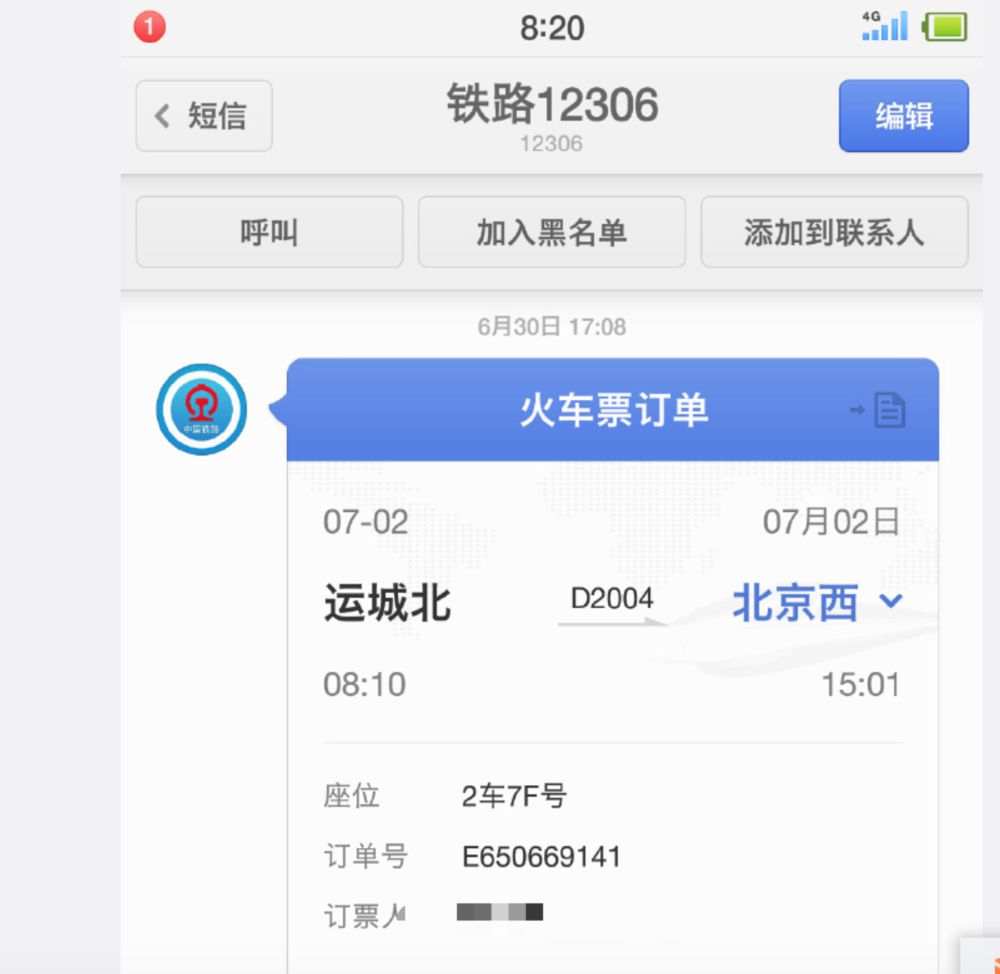 1 8:20 4G
短信 铁路12306 编辑
12306
呼叫 加入黑名单 添加到联系人
6月30日 17:08
中国铁路
火车票订单
07-02 07月02日
运城北 D2004 北京西
08:10 15:01
座位 2车7F号
订单号 E650669141
订票人